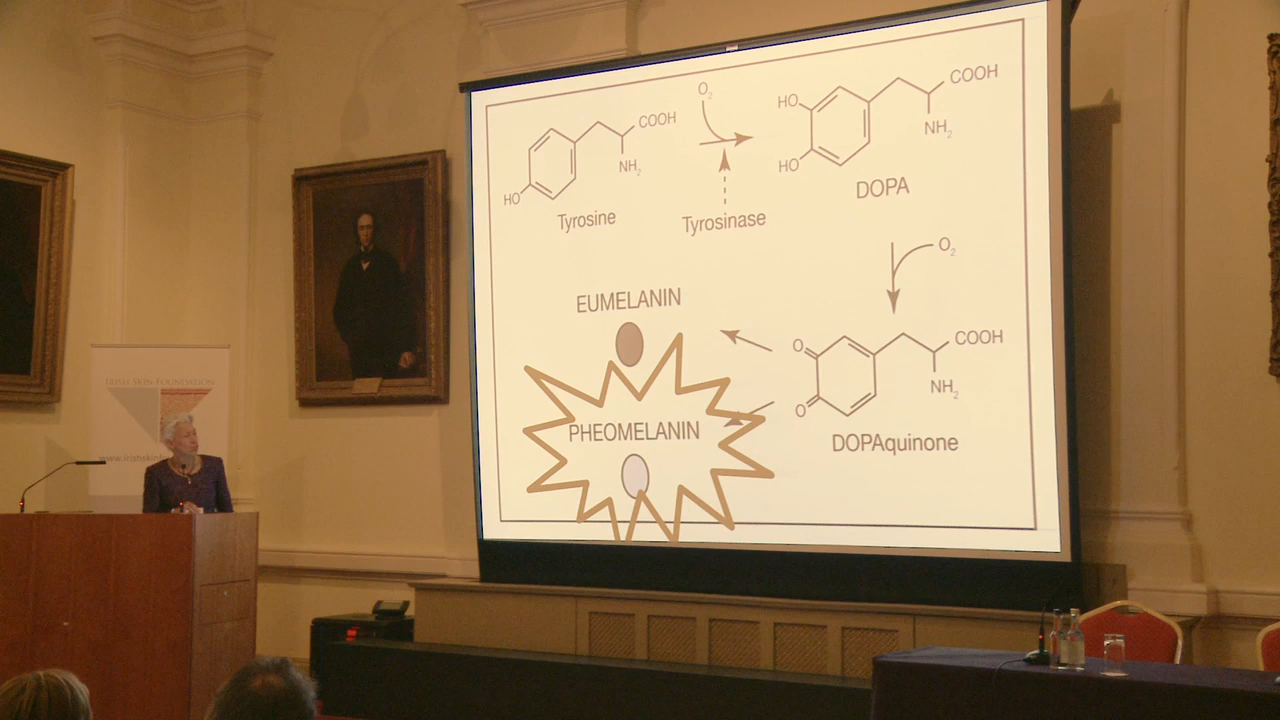 O₂
COOH
NH₂
HO
Tyrosine
Tyrosinase
HO
HO
COOH
NH₂
DOPA
O₂
EUMELANIN
PHEOMELANIN
O
O
COOH
NH₂
DOPAquinone
IRISH SKIN FOUNDATION